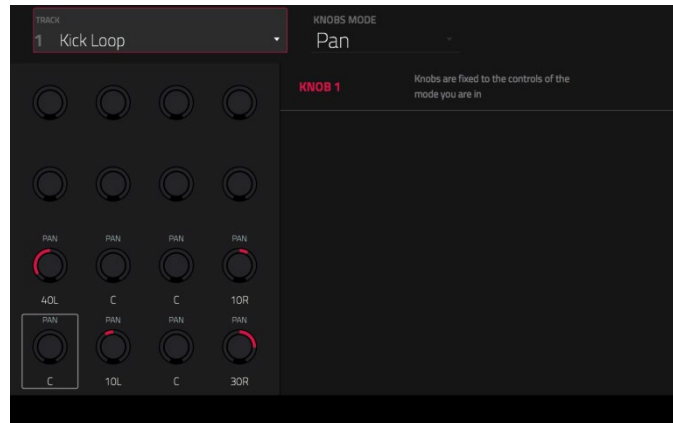 TRACK
1 Kick Loop
KNOBS MODE
Pan
KNOB 1
Knobs are fixed to the controls of the
mode you are in
PAN PAN PAN PAN
40L C C 10R
PAN PAN PAN PAN
C 10L C 30R